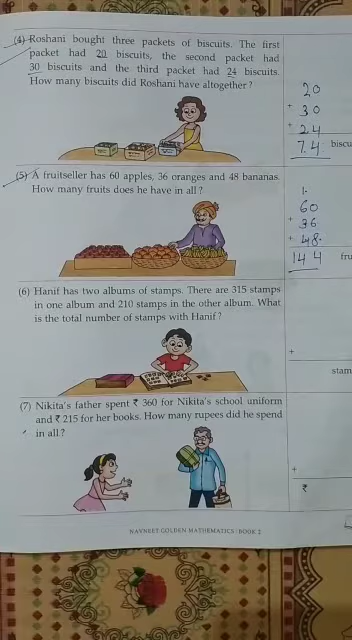 (4) Roshani bought three packets of biscuits. The first
packet had 20 biscuits, the second packet had
30 biscuits and the third packet had 24 biscuits.
How many biscuits did Roshani have altogether?
20
+ 30
+ 24
74 biscu
(5) A fruitseller has 60 apples, 36 oranges and 48 bananas.
How many fruits does he have in all?
1
60
+ 36
+ 48
144 fru
(6) Hanif has two albums of stamps. There are 315 stamps
in one album and 210 stamps in the other album. What
is the total number of stamps with Hanif?
+
stam
(7) Nikita's father spent ₹ 360 for Nikita's school uniform
and ₹ 215 for her books. How many rupees did he spend
in all?
+
₹
NAVNEET GOLDEN MATHEMATICS : BOOK 2